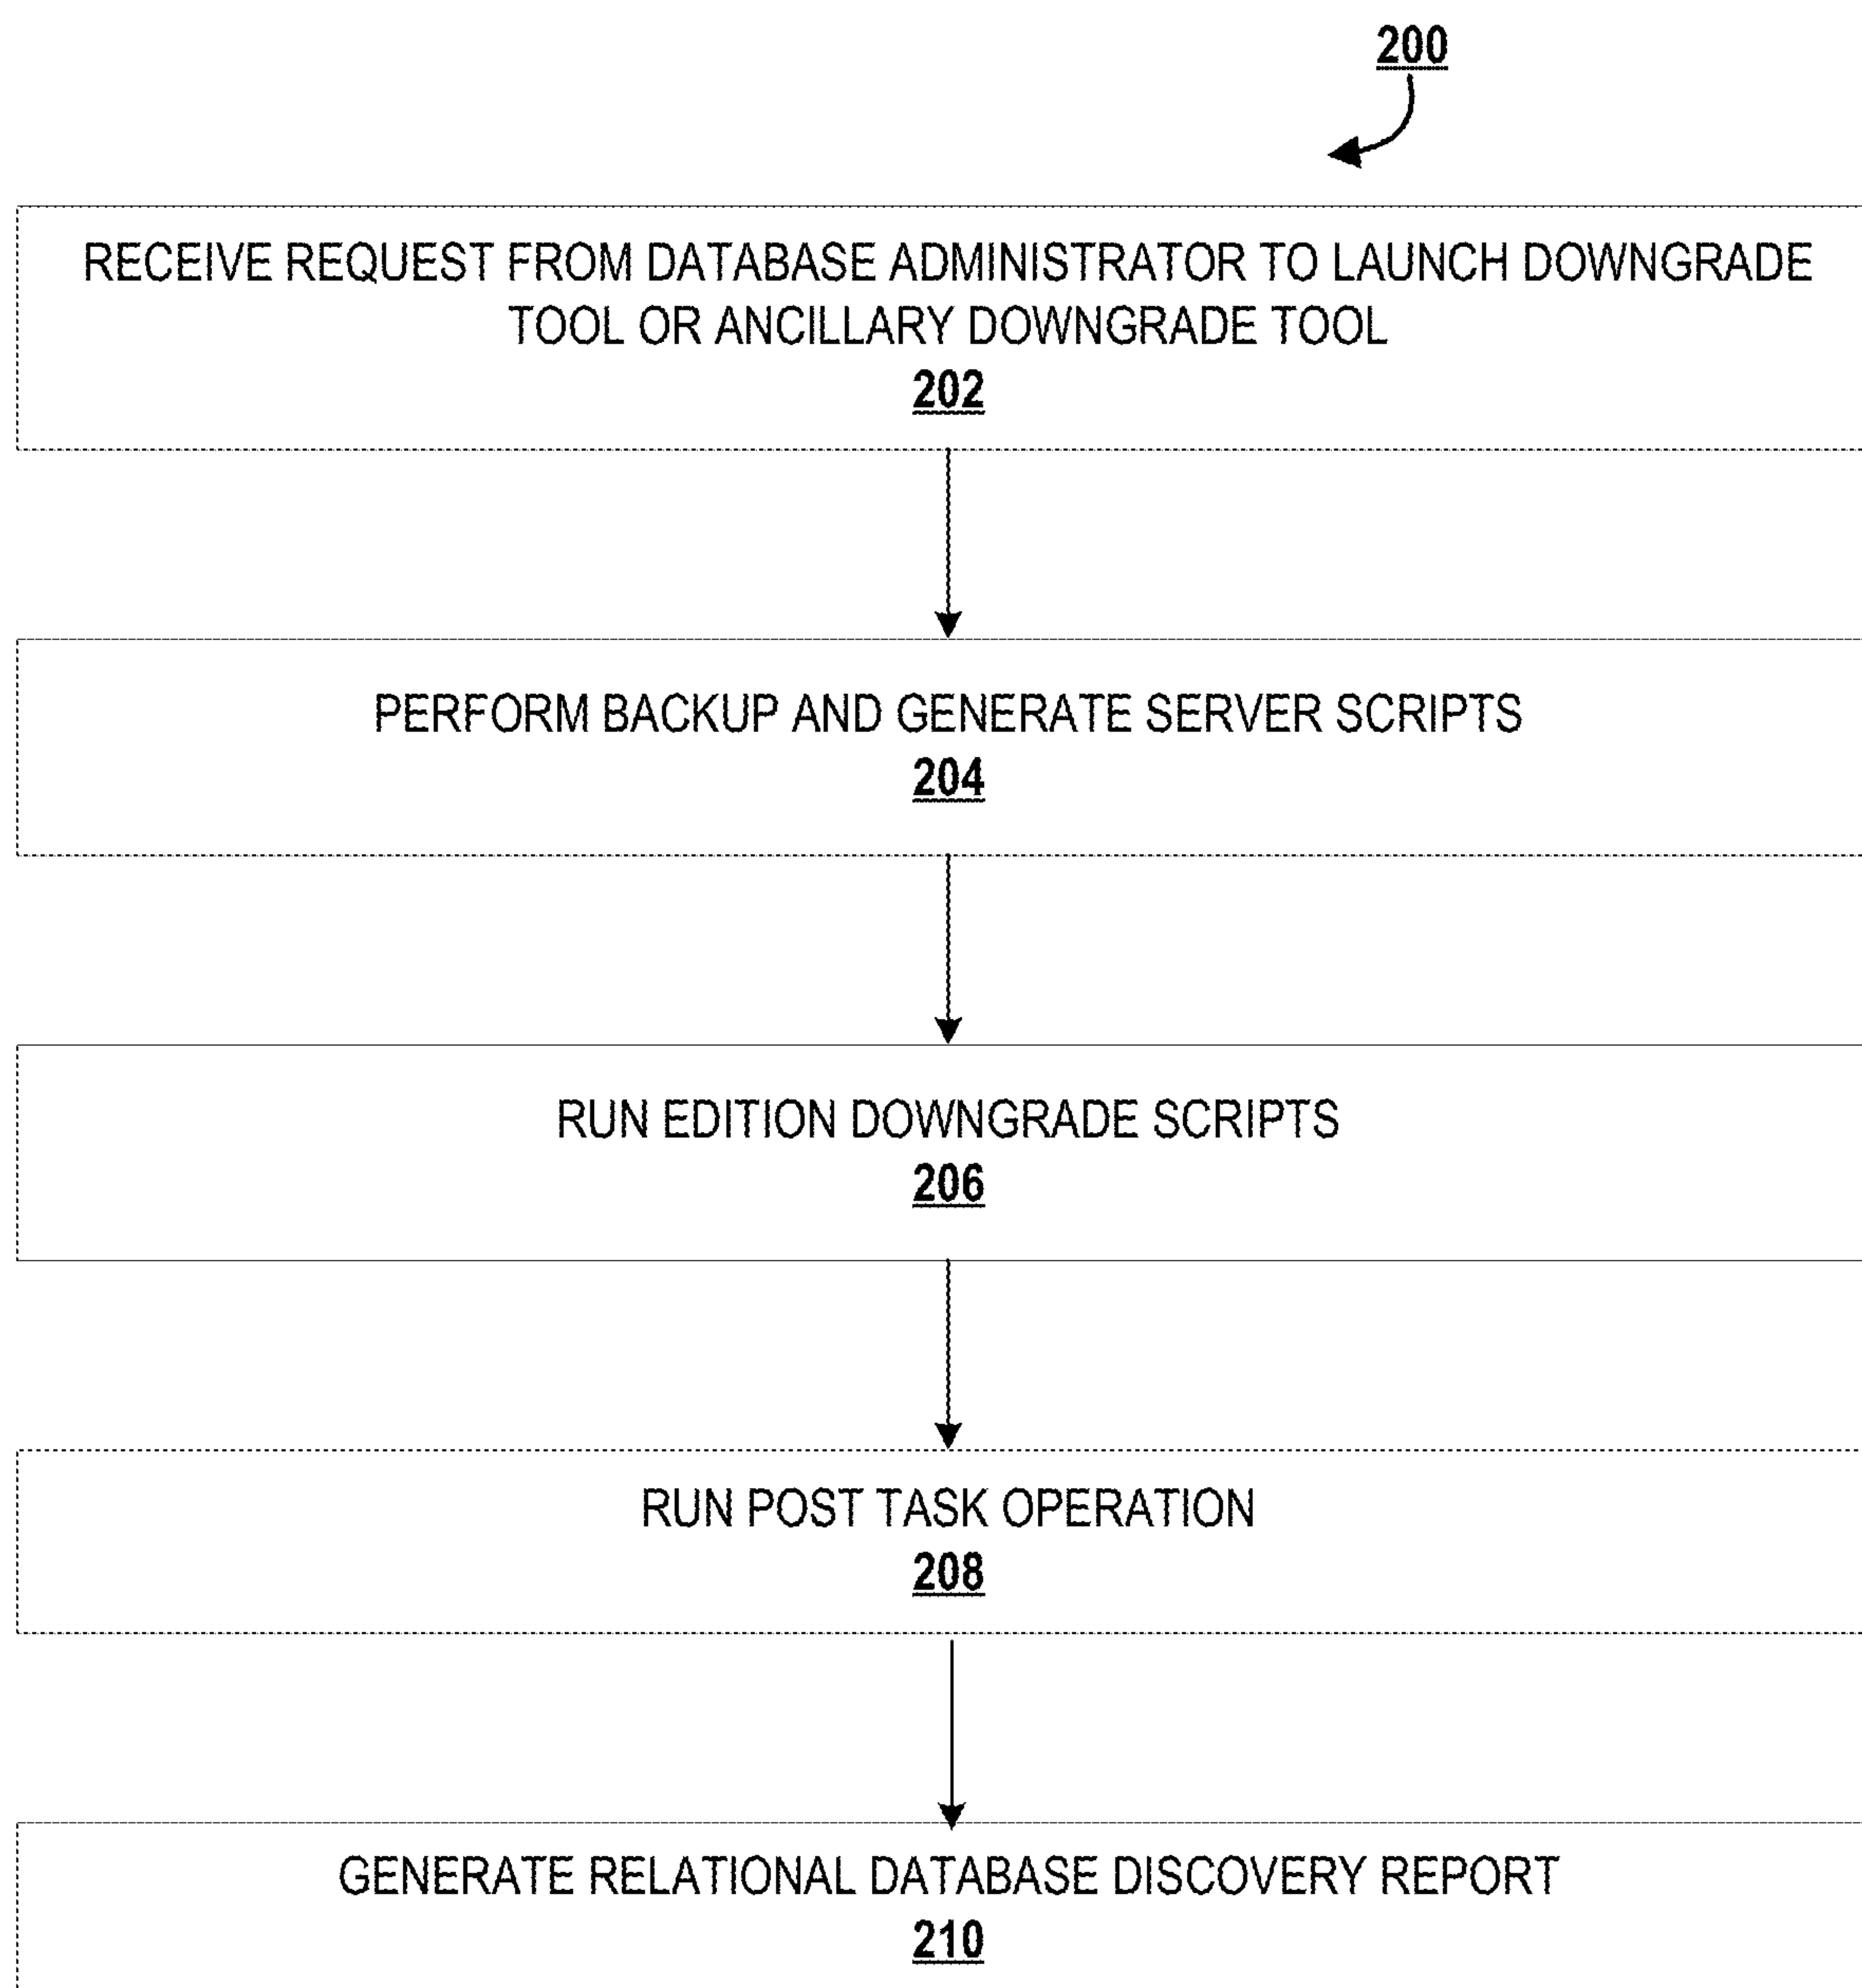 200
RECEIVE REQUEST FROM DATABASE ADMINISTRATOR TO LAUNCH DOWNGRADE
TOOL OR ANCILLARY DOWNGRADE TOOL
202
PERFORM BACKUP AND GENERATE SERVER SCRIPTS
204
RUN EDITION DOWNGRADE SCRIPTS
206
RUN POST TASK OPERATION
208
GENERATE RELATIONAL DATABASE DISCOVERY REPORT
210